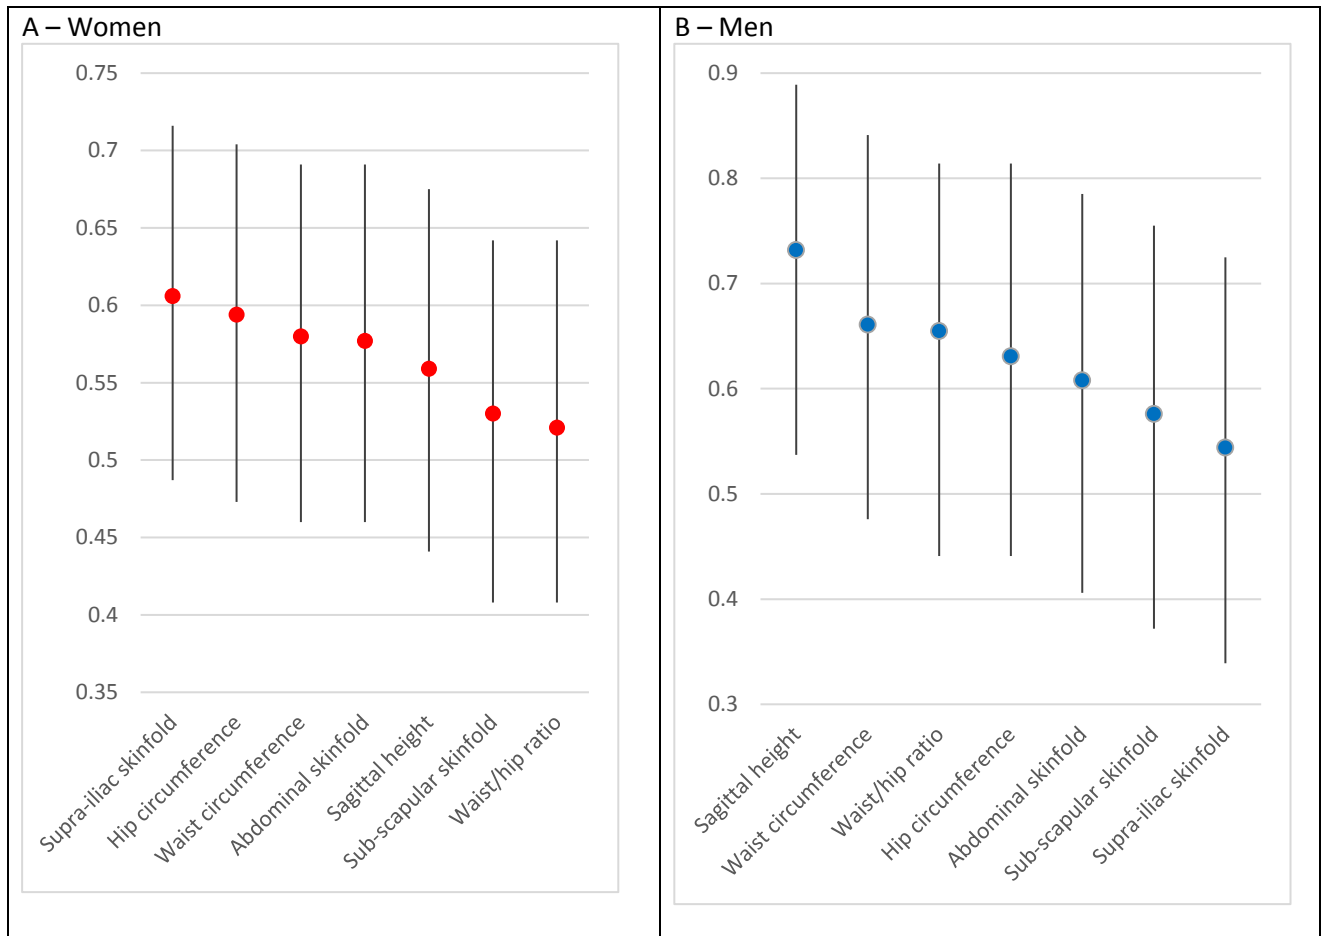 A – Women
0.75
0.7
0.65
0.6
0.55
0.5
0.45
0.4
0.35
Supra-iliac skinfold
Hip circumference
Waist circumference
Abdominal skinfold
Sagittal height
Sub-scapular skinfold
Waist/hip ratio
B – Men
0.9
0.8
0.7
0.6
0.5
0.4
0.3
Sagittal height
Waist circumference
Waist/hip ratio
Hip circumference
Abdominal skinfold
Sub-scapular skinfold
Supra-iliac skinfold